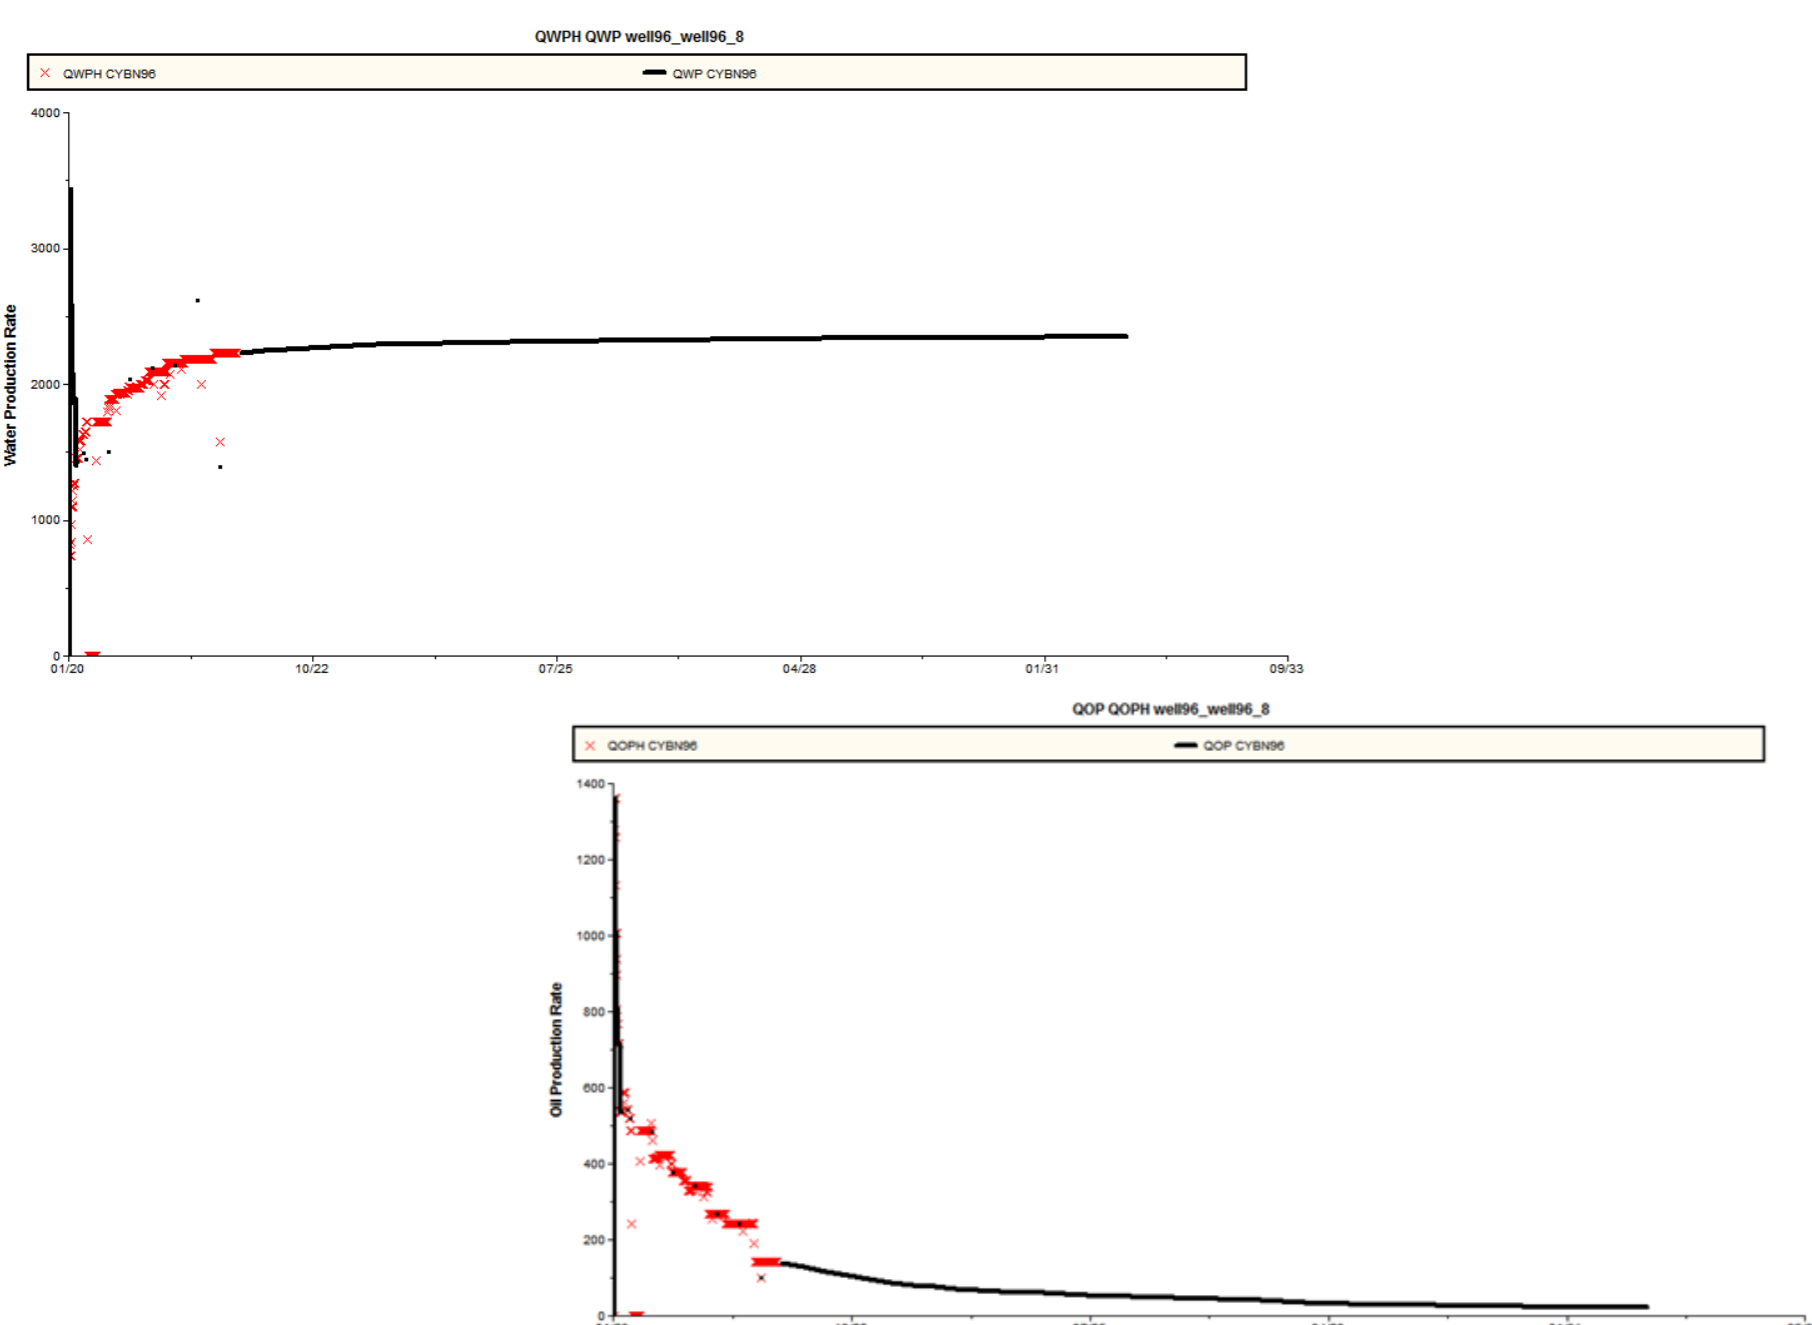 QWPH QWP well96_well96_8
QWPH CYBN96 QWP CYBN96
4000
3000
Water Production Rate
2000
1000
0
01/20 10/22 07/25 04/28 01/31 09/33
QOP QOPH well96_well96_8
QOPH CYBN96 QOP CYBN96
1400
1200
1000
Oil Production Rate
800
600
400
200
0